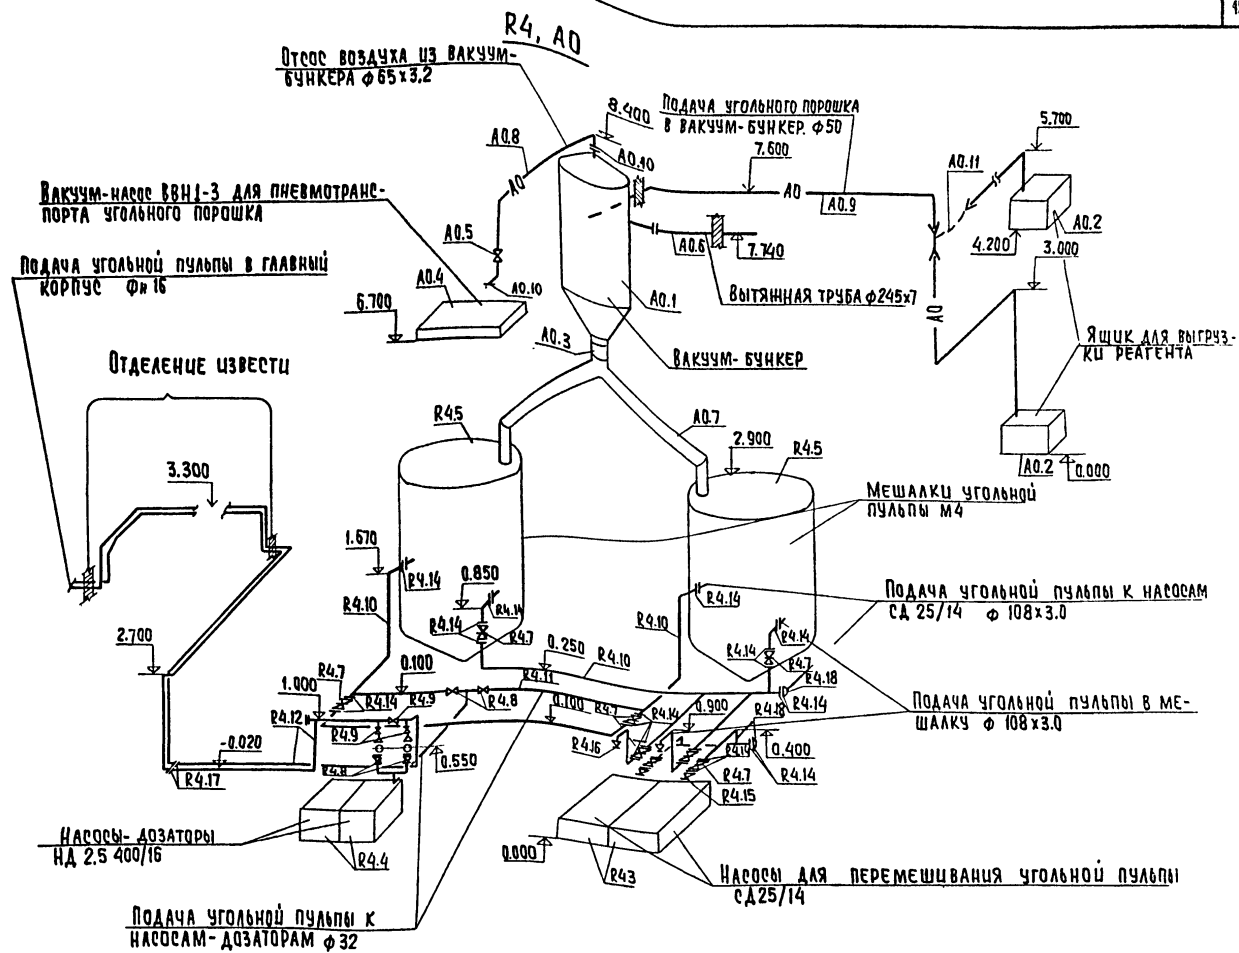 R4, А0
Отсос воздуха из вакуум-
бункера ф65х3,2
Подача угольного порошка
в вакуум-бункер. ф50
8.400
5.700
А0.8
А0.10
7.600
А0.11
А0
А0
А0.9
Вакуум-насос ВВН1-3 для пневмотранс-
порта угольного порошка
А0.2
А0.5
А0.6
7.740
4.200
3.000
Подача угольной пульпы в главный
корпус Фн 16
А0.4
А0.10
А0.1
Вытяжная труба ф245х7
6.700
А0
А0.3
Вакуум-бункер
Ящик для выгруз-
ки реагента
Отделение извести
R4.5
А0.7
2.900
R4.5
А0.2
0.000
3.300
Мешалки угольной
пульпы М4
1.670
R4.14
0.850
R4.14
R4.14
Подача угольной пульпы к насосам
СД 25/14 ф 108х3.0
R4.10
R4.14
R4.7
R4.10
R4.14
R4.14
R4.7
2.700
0.250
R4.10
R4.7
0.100
R4.11
R4.18
1.000
R4.14
R4.9
R4.8
0.100
R4.7
R4.14
0.900
R4.18
R4.14
Подача угольной пульпы в ме-
шалку ф 108х3.0
R4.12
R4.9
R4.16
R4.14
0.400
-0.020
R4.8
0.550
R4.7
R4.14
R4.17
R4.15
Насосы-дозаторы
НД 2.5 400/16
R4.4
0.000
R43
Насосы для перемешивания угольной пульпы
СД25/14
Подача угольной пульпы к
насосам-дозаторам ф32